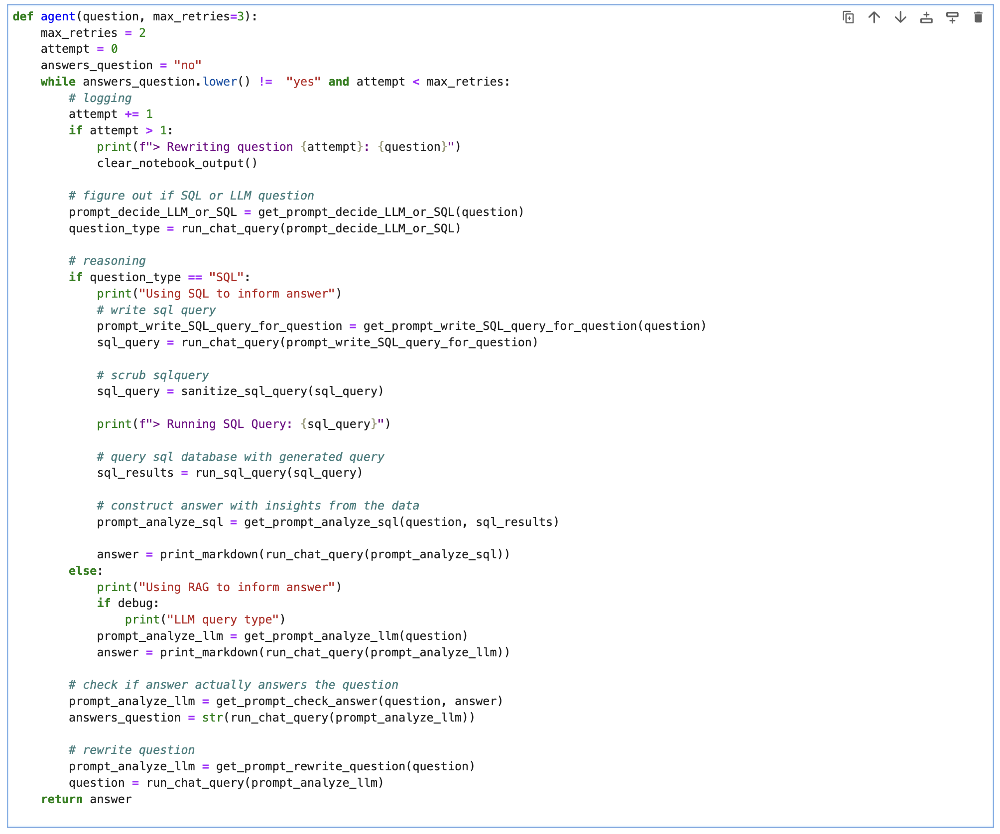 def agent(question, max_retries=3):
    max_retries = 2
    attempt = 0
    answers_question = "no"
    while answers_question.lower() !=  "yes" and attempt < max_retries:
        # logging
        attempt += 1
        if attempt > 1:
            print(f"> Rewriting question {attempt}: {question}")
            clear_notebook_output()

        # figure out if SQL or LLM question
        prompt_decide_LLM_or_SQL = get_prompt_decide_LLM_or_SQL(question)
        question_type = run_chat_query(prompt_decide_LLM_or_SQL)

        # reasoning
        if question_type == "SQL":
            print("Using SQL to inform answer")
            # write sql query
            prompt_write_SQL_query_for_question = get_prompt_write_SQL_query_for_question(question)
            sql_query = run_chat_query(prompt_write_SQL_query_for_question)

            # scrub sqlquery
            sql_query = sanitize_sql_query(sql_query)

            print(f"> Running SQL Query: {sql_query}")

            # query sql database with generated query
            sql_results = run_sql_query(sql_query)

            # construct answer with insights from the data
            prompt_analyze_sql = get_prompt_analyze_sql(question, sql_results)

            answer = print_markdown(run_chat_query(prompt_analyze_sql))
        else:
            print("Using RAG to inform answer")
            if debug:
                print("LLM query type")
            prompt_analyze_llm = get_prompt_analyze_llm(question)
            answer = print_markdown(run_chat_query(prompt_analyze_llm))

        # check if answer actually answers the question
        prompt_analyze_llm = get_prompt_check_answer(question, answer)
        answers_question = str(run_chat_query(prompt_analyze_llm))

        # rewrite question
        prompt_analyze_llm = get_prompt_rewrite_question(question)
        question = run_chat_query(prompt_analyze_llm)
    return answer